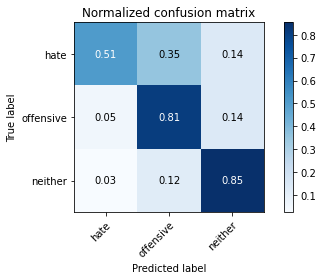 Normalized confusion matrix
True label
hate
0.51 0.35 0.14
offensive
0.05 0.81 0.14
neither
0.03 0.12 0.85
hate
offensive
neither
Predicted label
0.8
0.7
0.6
0.5
0.4
0.3
0.2
0.1